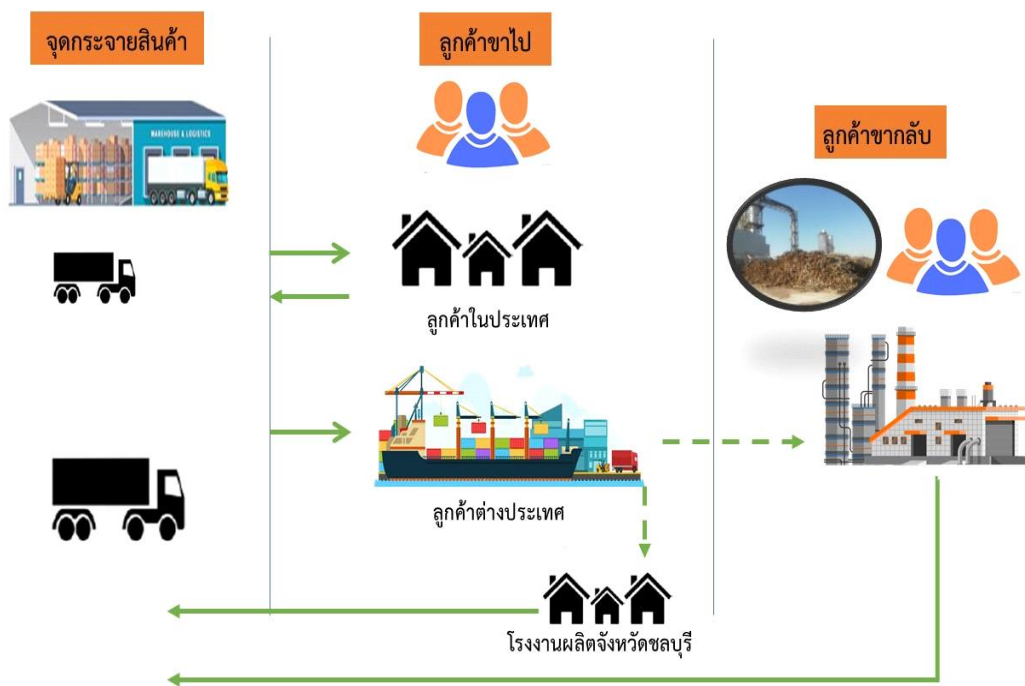 จุดกระจายสินค้า
ลูกค้าขาไป
ลูกค้าขากลับ
WAREHOUSE & LOGISTICS
ลูกค้าในประเทศ
ลูกค้าต่างประเทศ
โรงงานผลิตจังหวัดชลบุรี